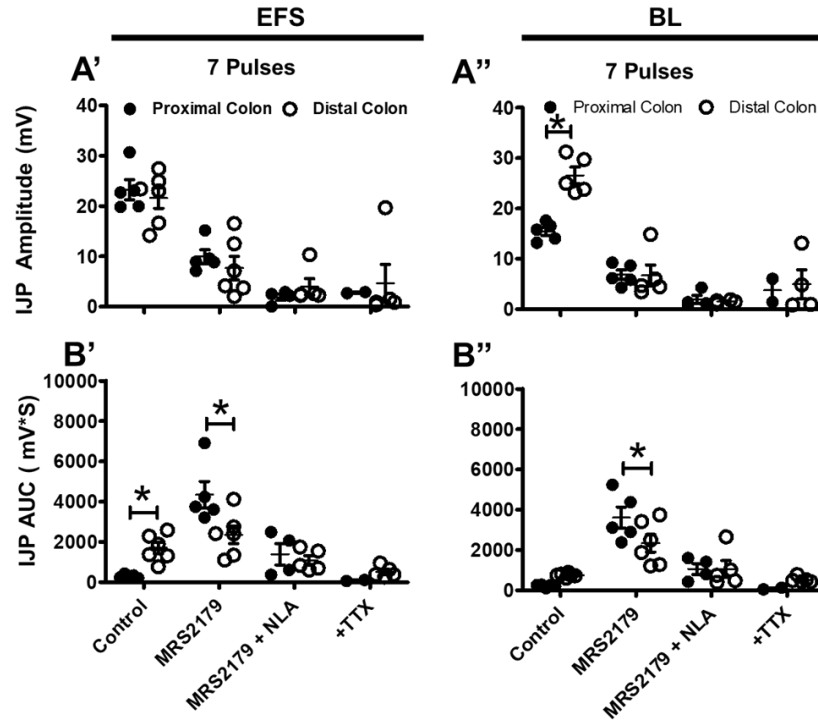 EFS
BL
A'
7 Pulses
A"
7 Pulses
Proximal Colon
Distal Colon
Proximal Colon
Distal Colon
IJP Amplitude (mV)
40
30
20
10
0
*
40
30
20
10
0
B'
B"
IJP AUC ( mV*S)
10000
8000
6000
4000
2000
0
*
*
10000
8000
6000
4000
2000
0
*
Control
MRS2179
MRS2179 + NLA
+TTX
Control
MRS2179
MRS2179 + NLA
+TTX